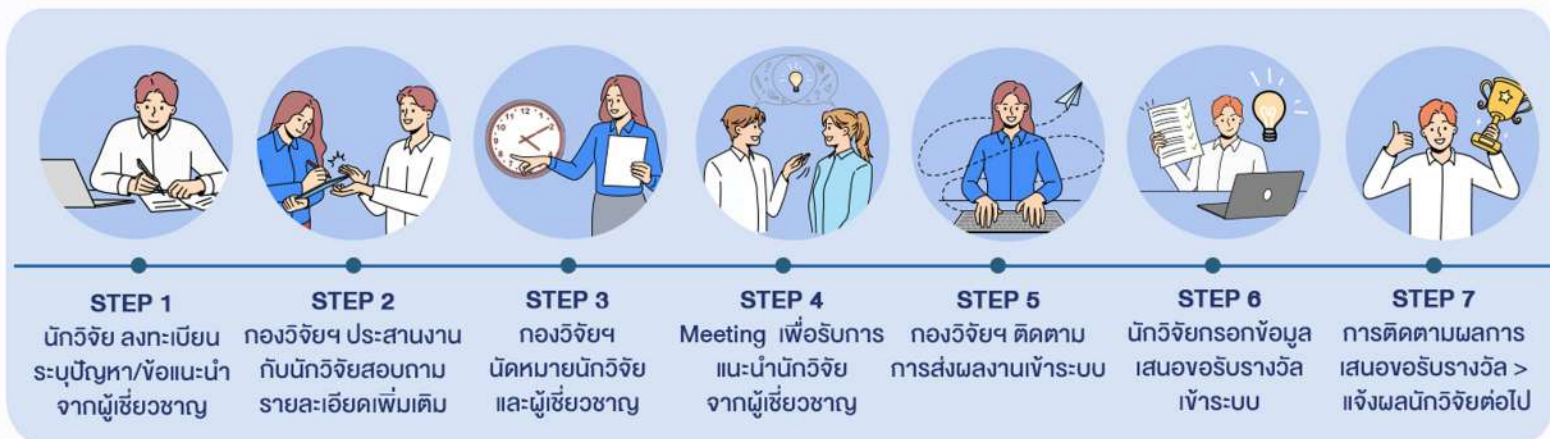 STEP 1
นักวิจัย ลงทะเบียน
ระบุปัญหา/ข้อแนะนำ
จากผู้เชี่ยวชาญ
STEP 2
กองวิจัยฯ ประสานงาน
กับนักวิจัยสอบถาม
รายละเอียดเพิ่มเติม
STEP 3
กองวิจัยฯ
นัดหมายนักวิจัย
และผู้เชี่ยวชาญ
STEP 4
Meeting เพื่อรับการ
แนะนำนักวิจัย
จากผู้เชี่ยวชาญ
STEP 5
กองวิจัยฯ ติดตาม
การส่งผลงานเข้าระบบ
STEP 6
นักวิจัยกรอกข้อมูล
เสนอขอรับรางวัล
เข้าระบบ
STEP 7
การติดตามผลการ
เสนอขอรับรางวัล >
แจ้งผลนักวิจัยต่อไป